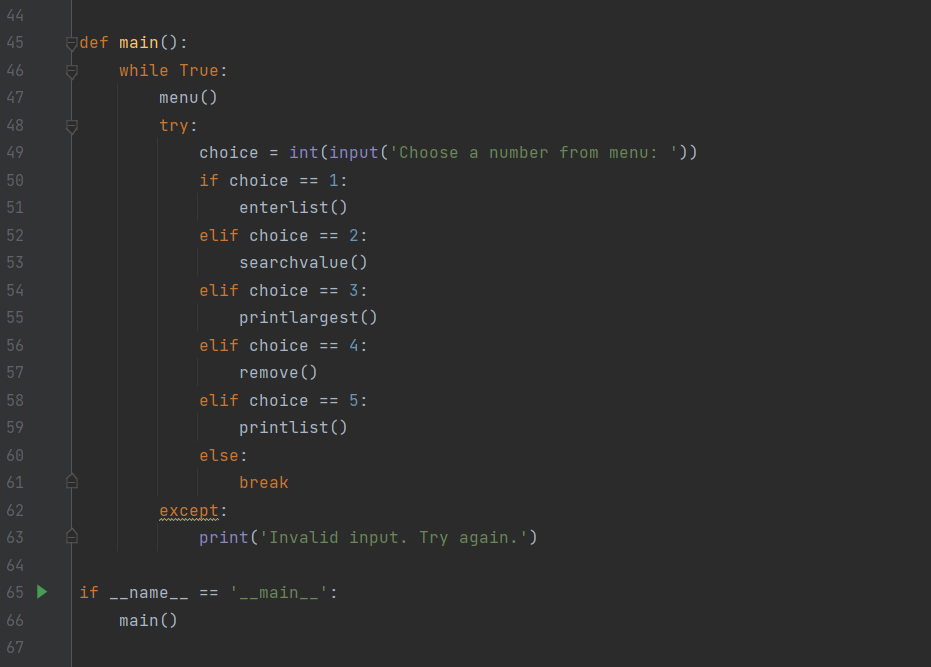 44
45 def main():
46     while True:
47         menu()
48         try:
49             choice = int(input('Choose a number from menu: '))
50             if choice == 1:
51                 enterlist()
52             elif choice == 2:
53                 searchvalue()
54             elif choice == 3:
55                 printlargest()
56             elif choice == 4:
57                 remove()
58             elif choice == 5:
59                 printlist()
60             else:
61                 break
62         except:
63             print('Invalid input. Try again.')
64
65 if __name__ == '__main__':
66     main()
67